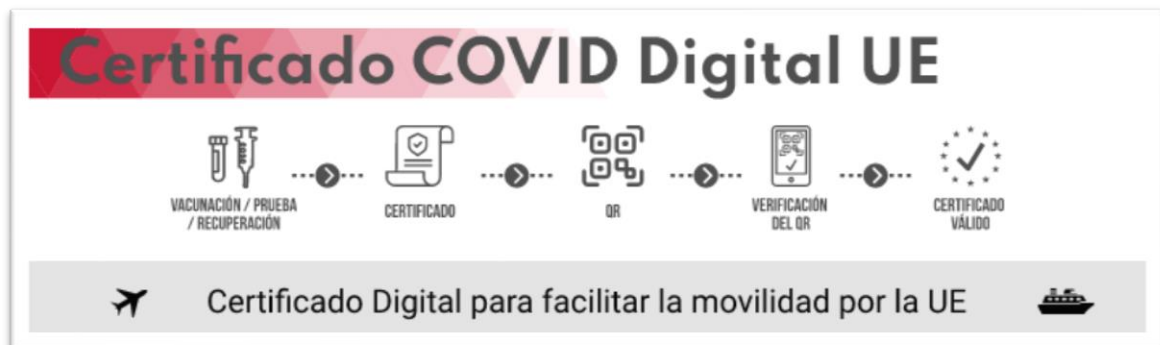 Certificado COVID Digital UE
VACUNACIÓN / PRUEBA
/ RECUPERACIÓN
CERTIFICADO
QR
VERIFICACIÓN
DEL QR
CERTIFICADO
VÁLIDO
Certificado Digital para facilitar la movilidad por la UE